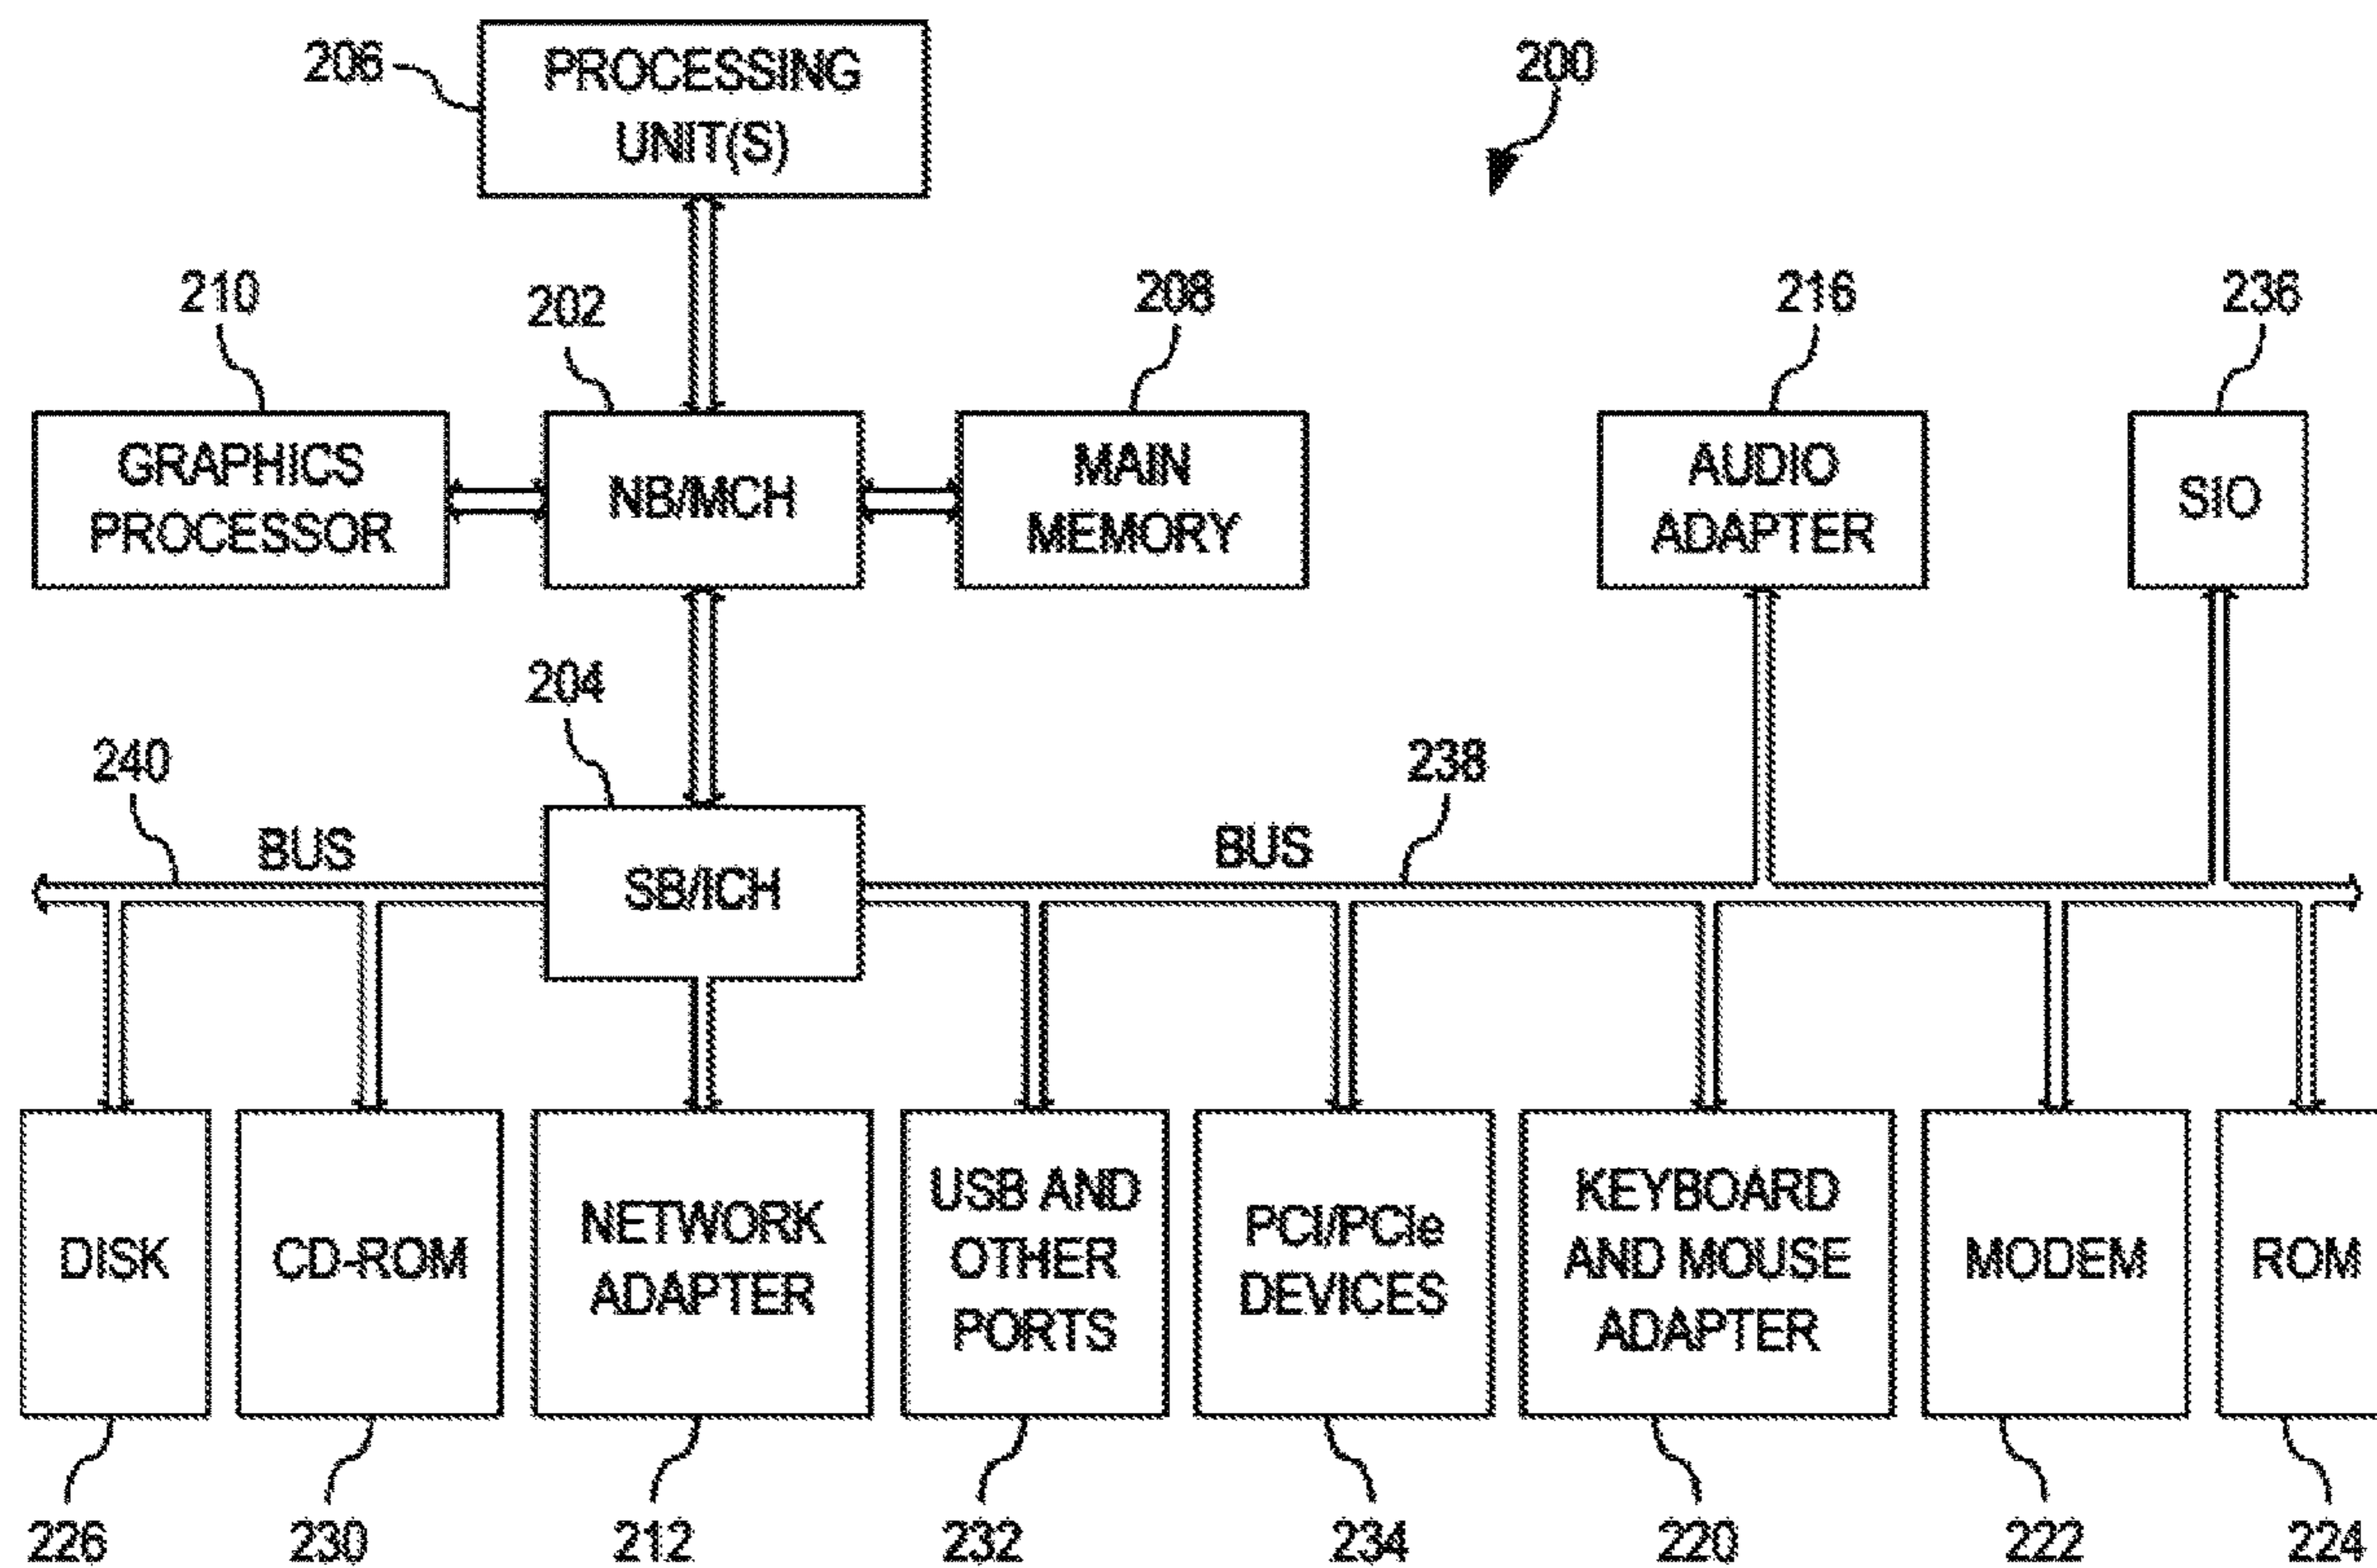 206
PROCESSING
UNIT(S)
200
210
202
208
216
236
GRAPHICS
PROCESSOR
NB/MCH
MAIN
MEMORY
AUDIO
ADAPTER
SIO
204
240
238
BUS
SB/ICH
BUS
DISK
CD-ROM
NETWORK
ADAPTER
USB AND
OTHER
PORTS
PCI/PCIe
DEVICES
KEYBOARD
AND MOUSE
ADAPTER
MODEM
ROM
226
230
212
232
234
220
222
224